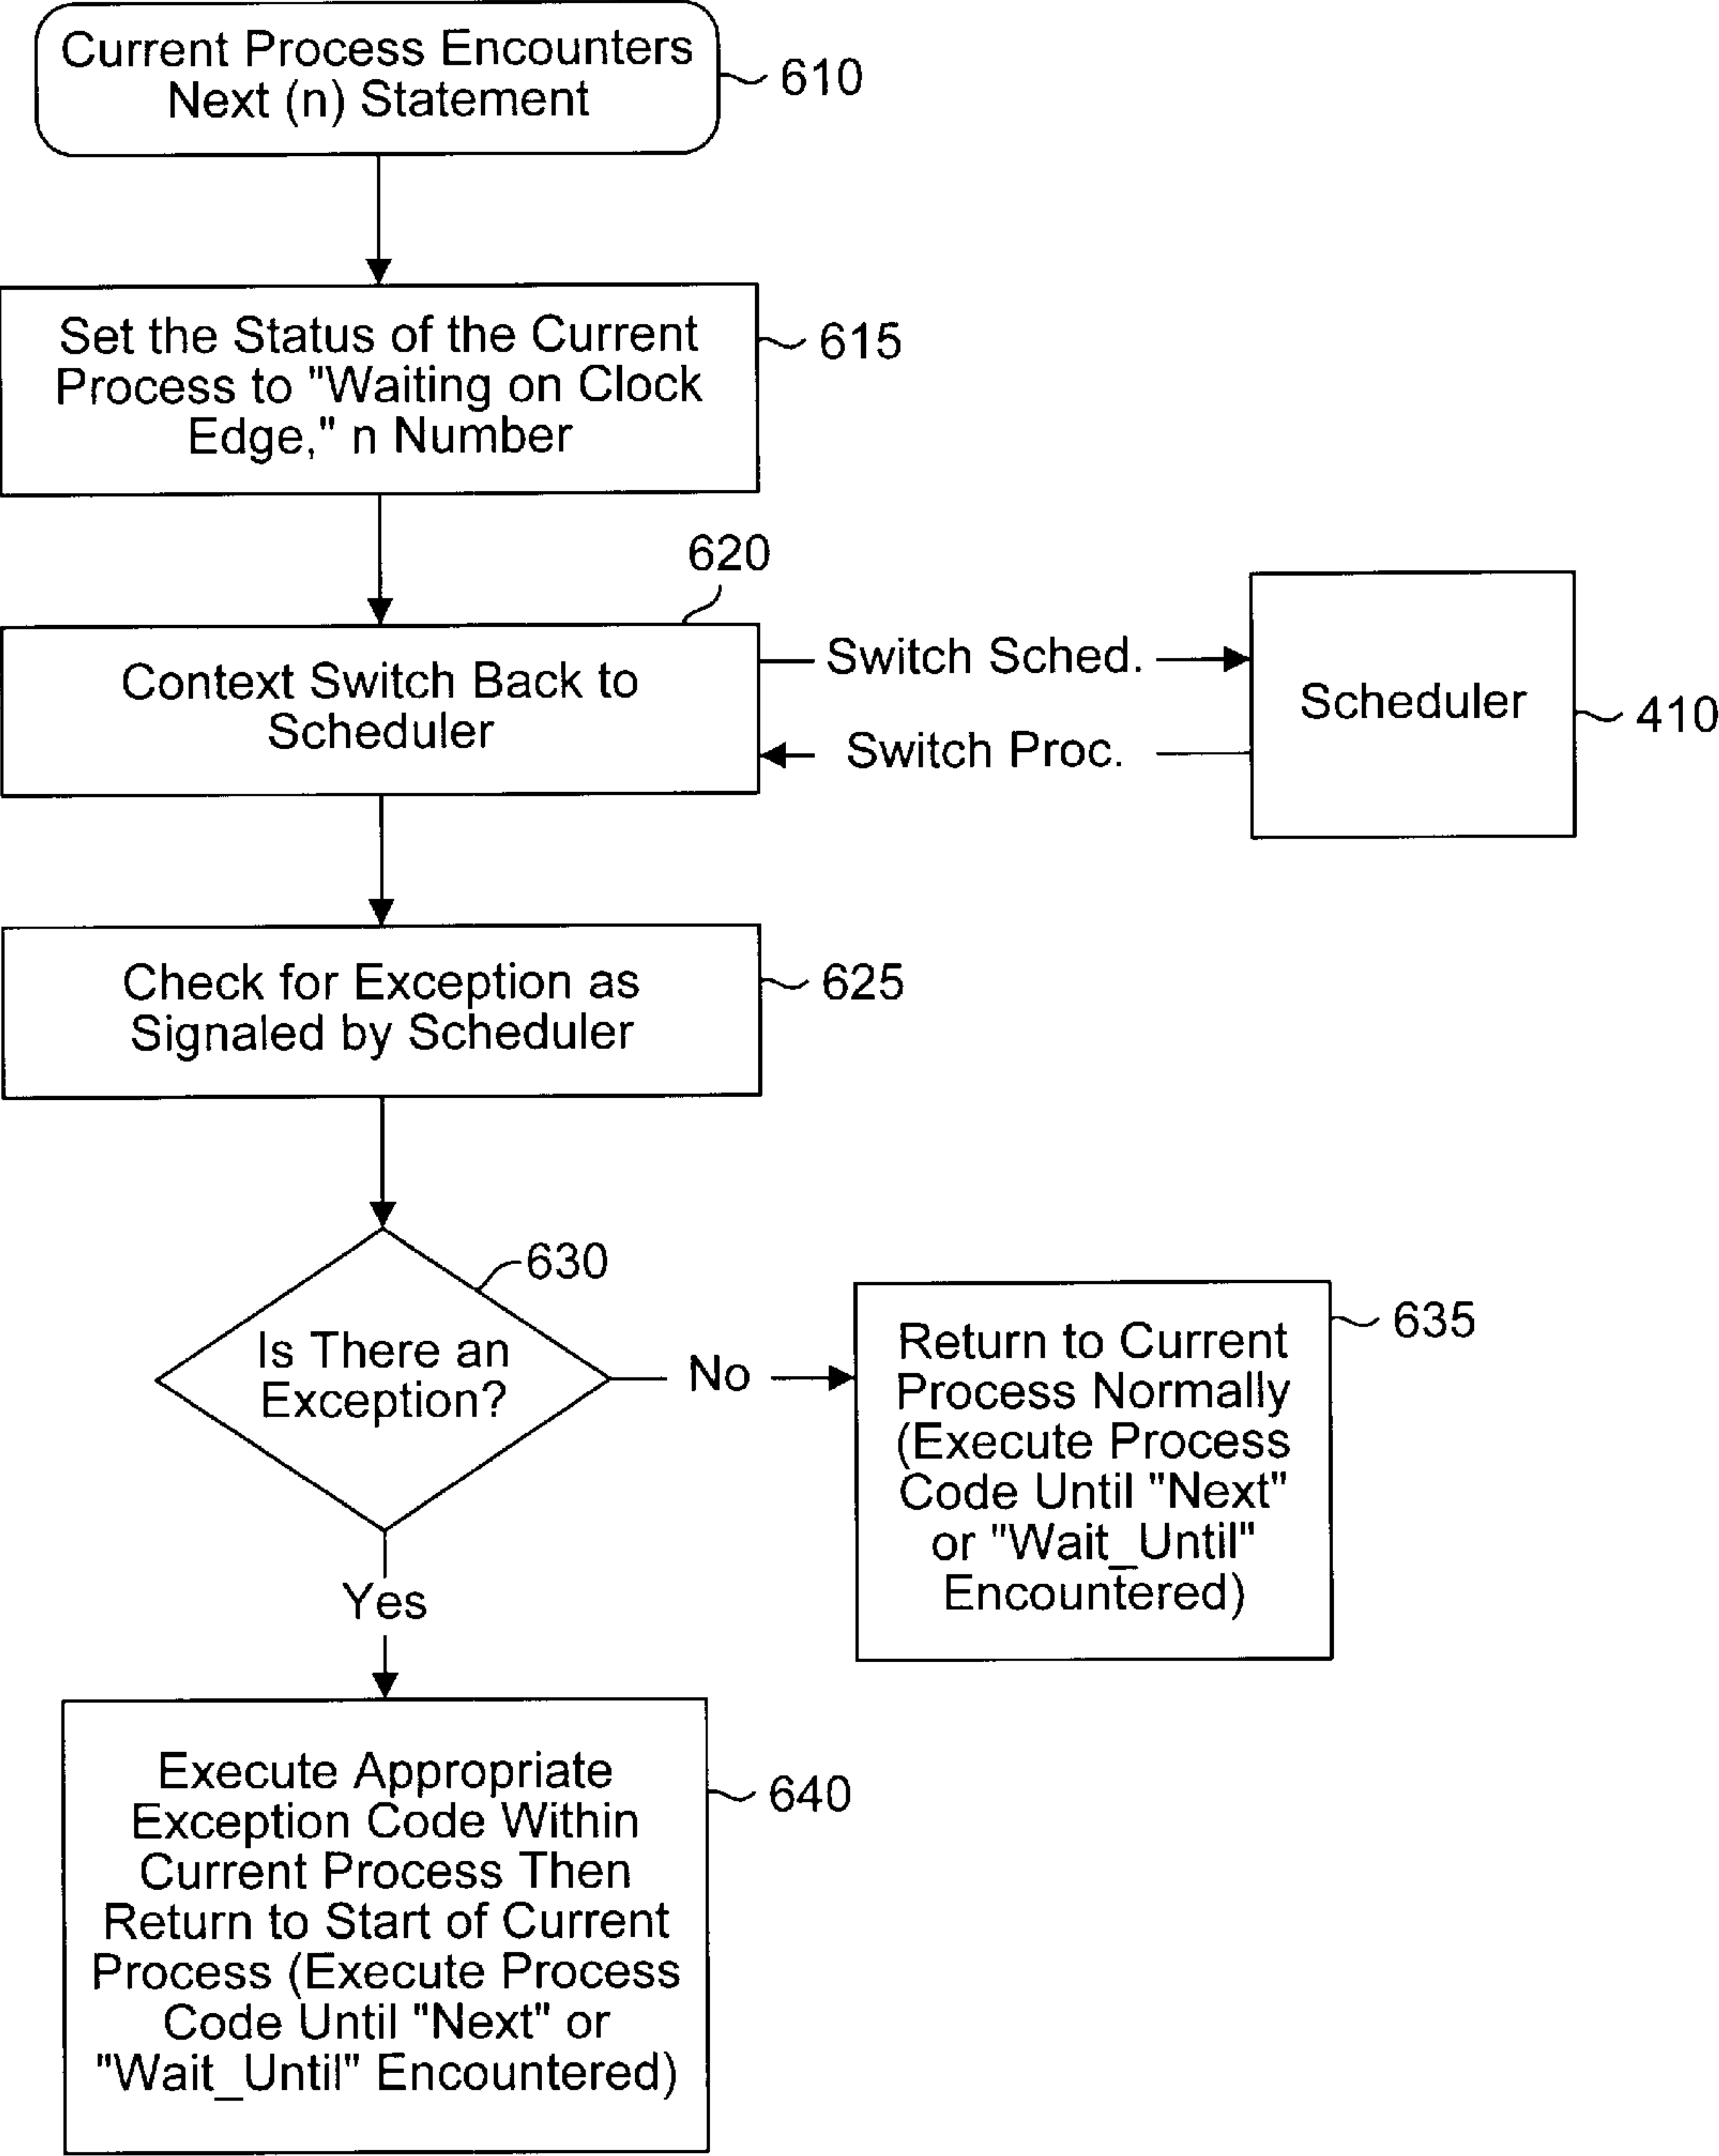 Current Process Encounters
Next (n) Statement
610
Set the Status of the Current
Process to "Waiting on Clock
Edge," n Number
615
620
Context Switch Back to
Scheduler
Switch Sched.
Switch Proc.
Scheduler
410
Check for Exception as
Signaled by Scheduler
625
630
Is There an
Exception?
No
Yes
Return to Current
Process Normally
(Execute Process
Code Until "Next"
or "Wait_Until"
Encountered)
635
Execute Appropriate
Exception Code Within
Current Process Then
Return to Start of Current
Process (Execute Process
Code Until "Next" or
"Wait_Until" Encountered)
640